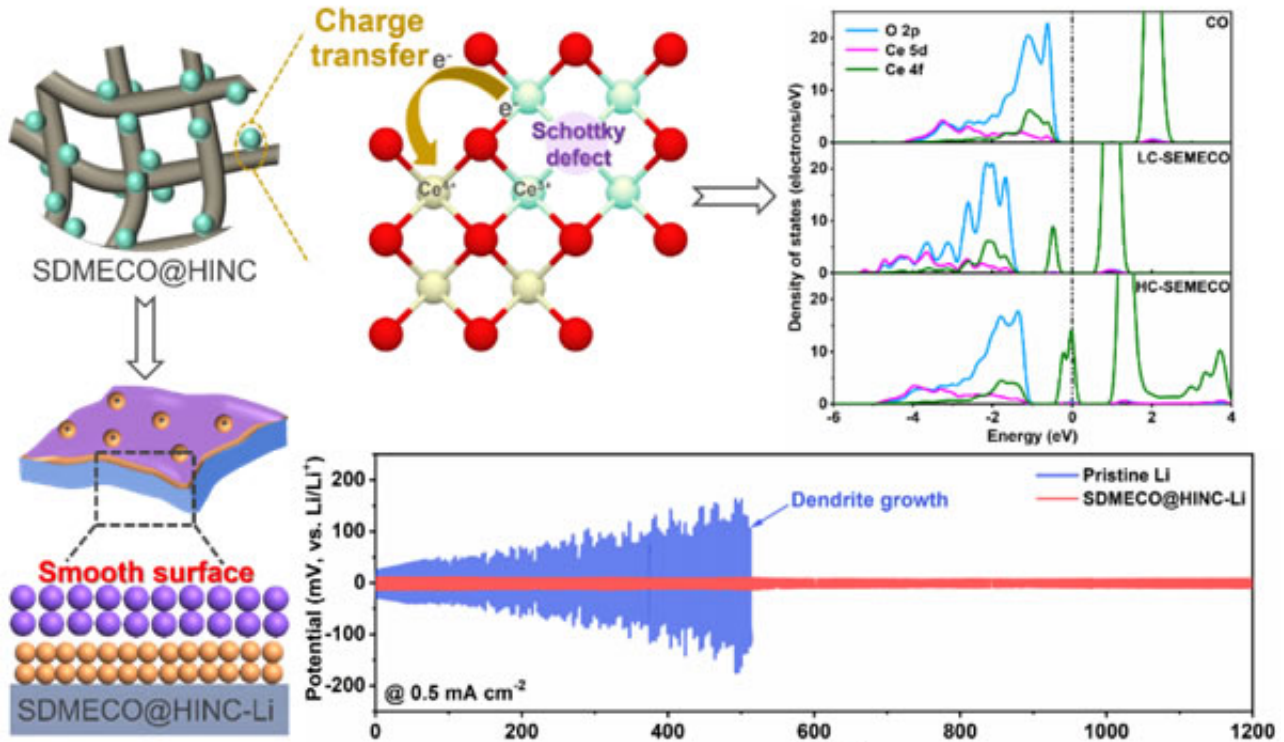 Charge
transfer
e-
e
Schottky
defect
Ce³⁺
SDMECO@HINC
O 2p
Ce 5d
Ce 4f
CO
LC-SEMECO
HC-SEMECO
20
10
0
20
10
0
20
10
0
-6
-4
-2
0
2
4
Density of states (electrons/eV)
Energy (eV)
Smooth surface
SDMECO@HINC-Li
Pristine Li
SDMECO@HINC-Li
Dendrite growth
200
100
0
-100
-200
Potential (mV, vs. Li/Li⁺)
@ 0.5 mA cm⁻²
0
200
400
600
800
1000
1200